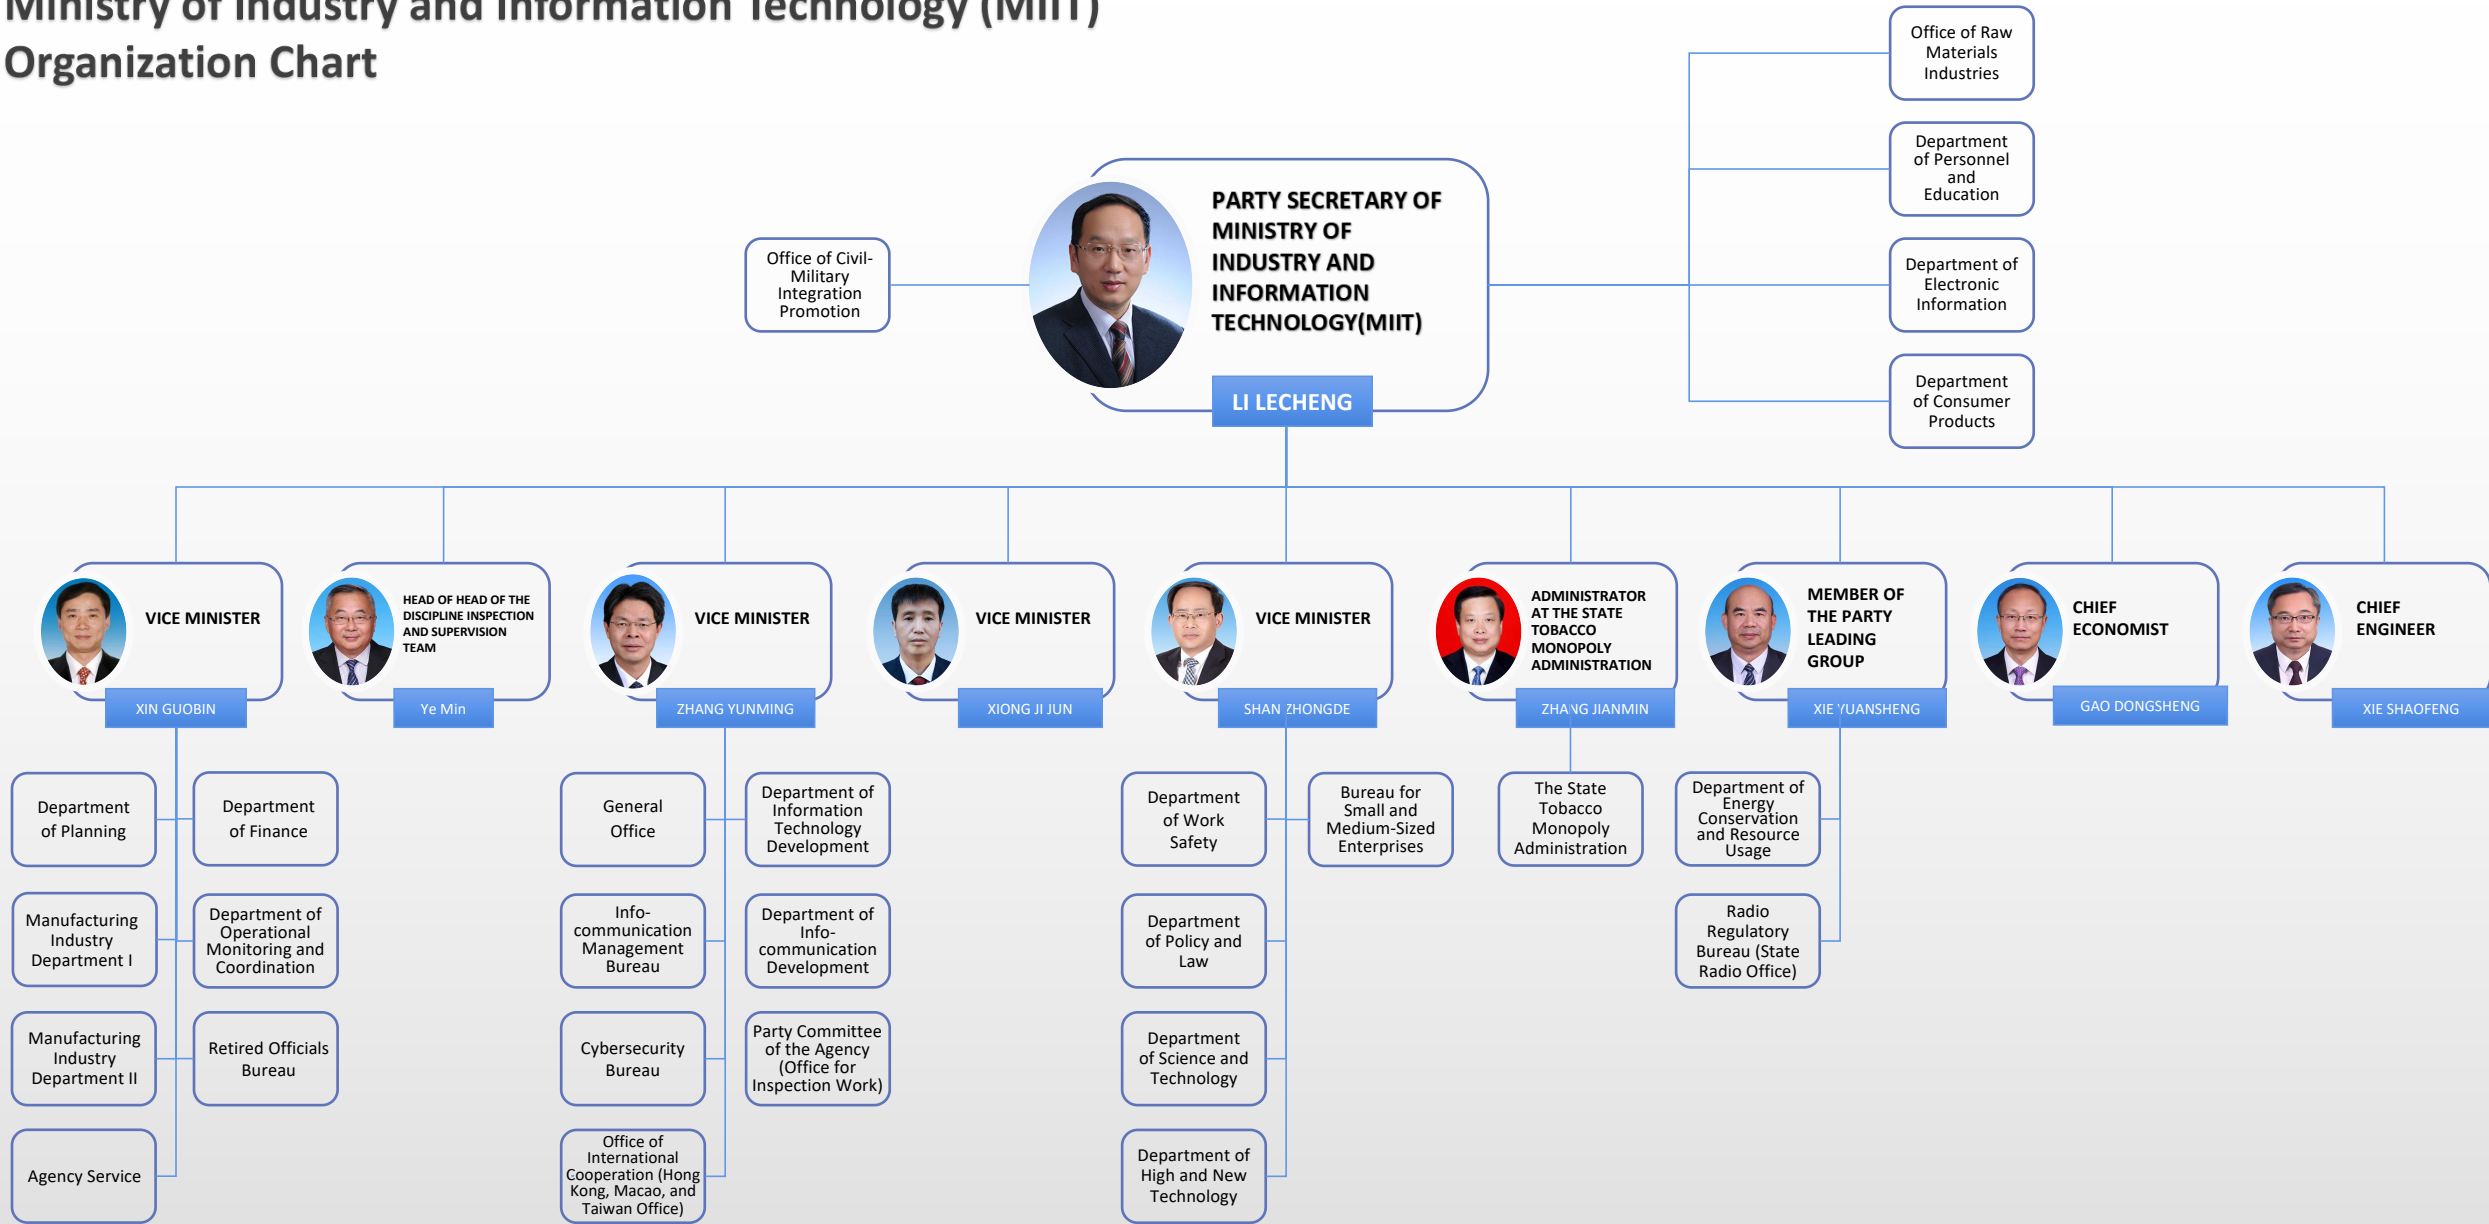 Ministry of Industry and Information Technology (MIIT)
Organization Chart
Office of Raw
Materials
Industries
Department
of Personnel
and
Education
Department of
Electronic
Information
Department
of Consumer
Products
Office of Civil-
Military
Integration
Promotion
PARTY SECRETARY OF
MINISTRY OF
INDUSTRY AND
INFORMATION
TECHNOLOGY(MIIT)
LI LECHENG
VICE MINISTER
XIN GUOBIN
HEAD OF HEAD OF THE
DISCIPLINE INSPECTION
AND SUPERVISION
TEAM
Ye Min
VICE MINISTER
ZHANG YUNMING
VICE MINISTER
XIONG JI JUN
VICE MINISTER
SHAN ZHONGDE
ADMINISTRATOR
AT THE STATE
TOBACCO
MONOPOLY
ADMINISTRATION
ZHANG JIANMIN
MEMBER OF
THE PARTY
LEADING
GROUP
XIE YUANSHENG
CHIEF
ECONOMIST
GAO DONGSHENG
CHIEF
ENGINEER
XIE SHAOFENG
Department
of Planning
Department
of Finance
Manufacturing
Industry
Department I
Department of
Operational
Monitoring and
Coordination
Manufacturing
Industry
Department II
Retired Officials
Bureau
Agency Service
General
Office
Department of
Information
Technology
Development
Info-
communication
Management
Bureau
Department of
Info-
communication
Development
Cybersecurity
Bureau
Party Committee
of the Agency
(Office for
Inspection Work)
Office of
International
Cooperation (Hong
Kong, Macao, and
Taiwan Office)
Department
of Work
Safety
Bureau for
Small and
Medium-Sized
Enterprises
Department
of Policy and
Law
Department
of Science and
Technology
Department of
High and New
Technology
The State
Tobacco
Monopoly
Administration
Department of
Energy
Conservation
and Resource
Usage
Radio
Regulatory
Bureau (State
Radio Office)